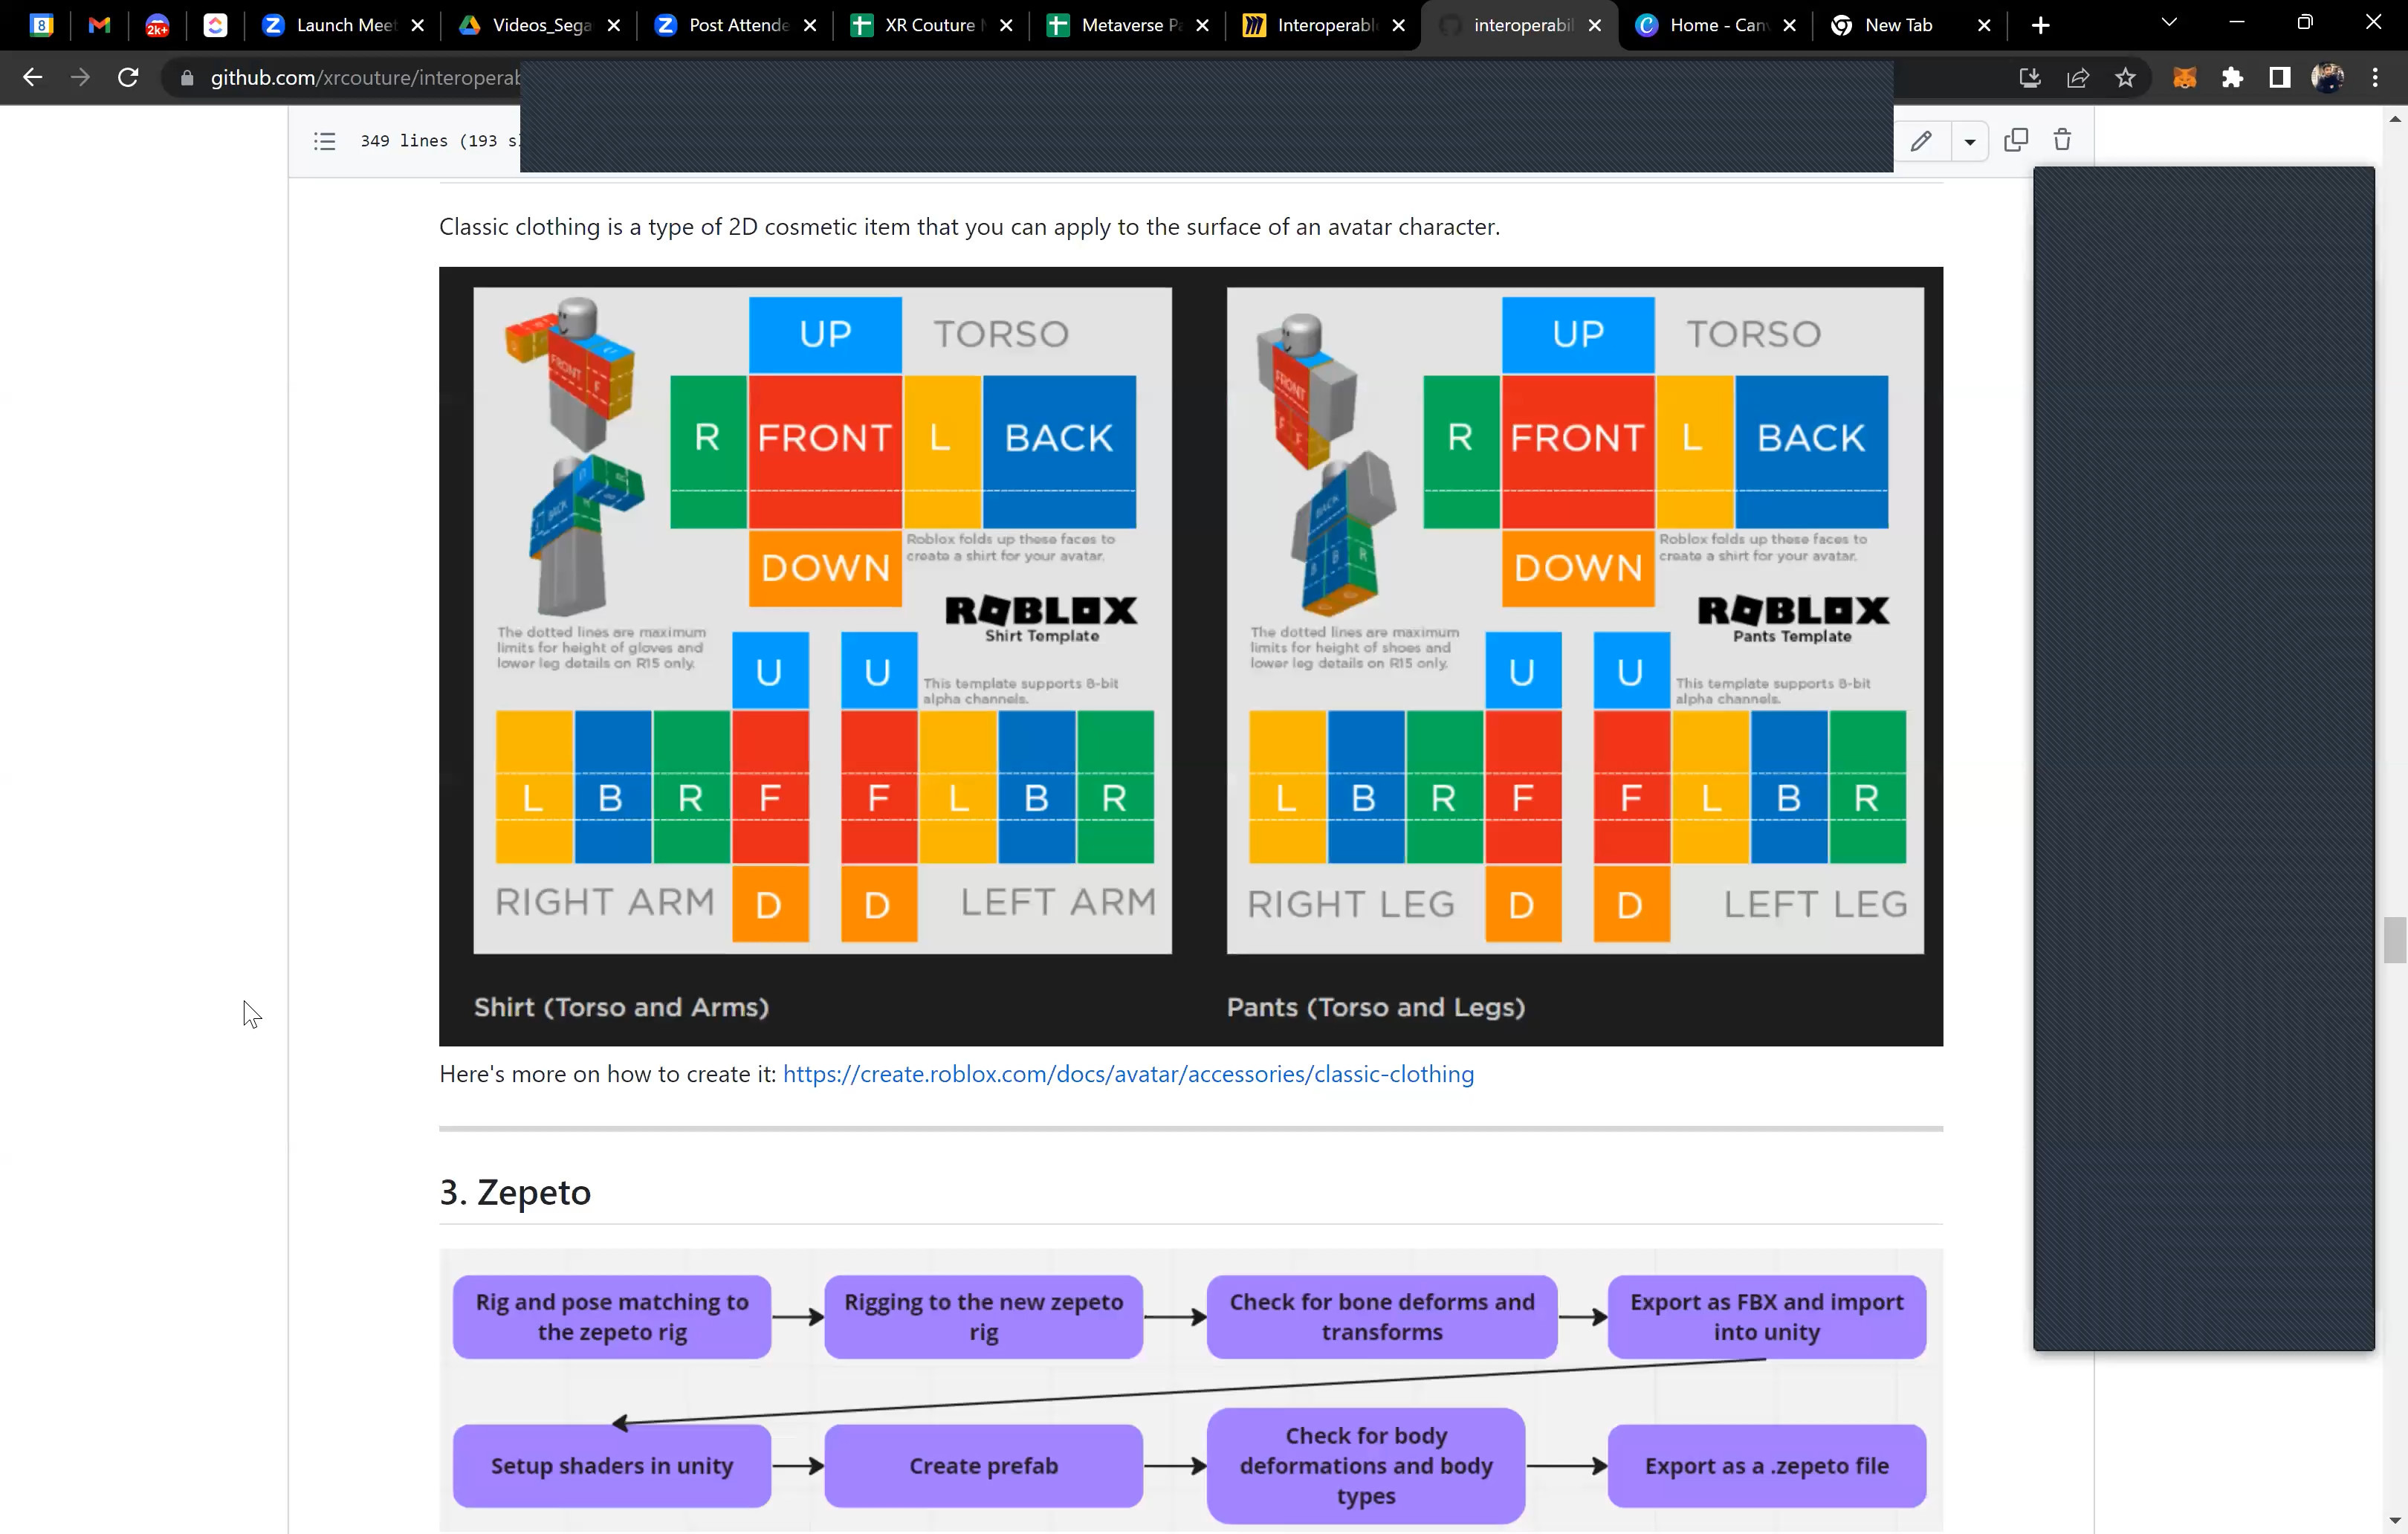 8
2k+
Launch Meet
Videos_Sega
Post Attende
XR Couture
Metaverse Pa
Interoperabl
interoperabil
Home - Can
New Tab
github.com/xrcouture/interoperab
349 lines (193 sl
Classic clothing is a type of 2D cosmetic item that you can apply to the surface of an avatar character.
UP TORSO
R FRONT L BACK
DOWN
Roblox folds up these faces to
create a shirt for your avatar.
ROBLOX
Shirt Template
The dotted lines are maximum
limits for height of gloves and
lower leg details on R15 only.
U U
This template supports 8-bit
alpha channels.
L B R F F L B R
RIGHT ARM D D LEFT ARM
Shirt (Torso and Arms)
UP TORSO
R FRONT L BACK
DOWN
Roblox folds up these faces to
create a shirt for your avatar.
ROBLOX
Pants Template
The dotted lines are maximum
limits for height of shoes and
lower leg details on R15 only.
U U
This template supports 8-bit
alpha channels.
L B R F F L B R
RIGHT LEG D D LEFT LEG
Pants (Torso and Legs)
Here's more on how to create it: https://create.roblox.com/docs/avatar/accessories/classic-clothing
3. Zepeto
Rig and pose matching to
the zepeto rig
Rigging to the new zepeto
rig
Check for bone deforms and
transforms
Export as FBX and import
into unity
Setup shaders in unity
Create prefab
Check for body
deformations and body
types
Export as a .zepeto file